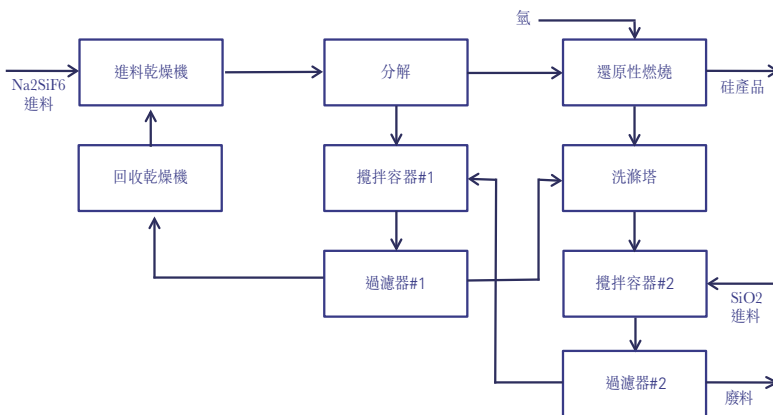 氫
進料乾燥機
分解
還原性燃燒
Na2SiF6
進料
硅產品
回收乾燥機
攪拌容器#1
洗滌塔
過濾器#1
攪拌容器#2
SiO2
進料
過濾器#2
廢料